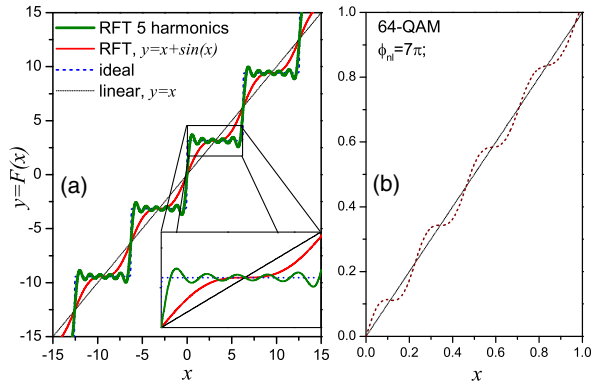 RFT 5 harmonics
RFT, y=x+sin(x)
ideal
linear, y=x
(a)
y=F(x)
15
10
5
0
-5
-10
-15
-15 -10 -5 0 5 10 15
x
64-QAM
ϕnl=7π;
(b)
1.0
0.8
0.6
0.4
0.2
0.0
0.0 0.2 0.4 0.6 0.8 1.0
x